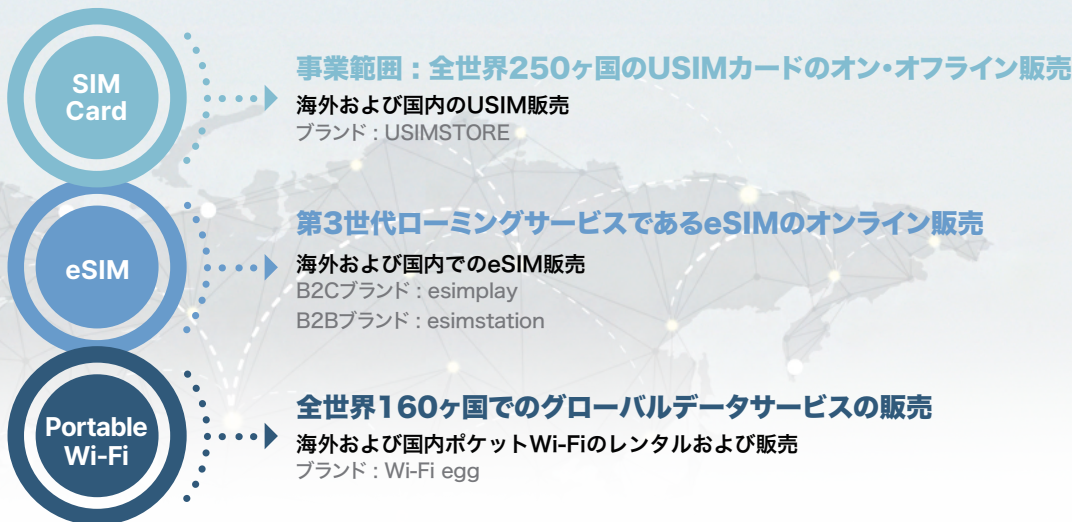 SIM
Card
事業範囲 : 全世界250ヶ国のUSIMカードのオン・オフライン販売
海外および国内のUSIM販売
ブランド : USIMSTORE
eSIM
第3世代ローミングサービスであるeSIMのオンライン販売
海外および国内でのeSIM販売
B2Cブランド : esimplay
B2Bブランド : esimstation
Portable
Wi-Fi
全世界160ヶ国でのグローバルデータサービスの販売
海外および国内ポケットWi-Fiのレンタルおよび販売
ブランド : Wi-Fi egg